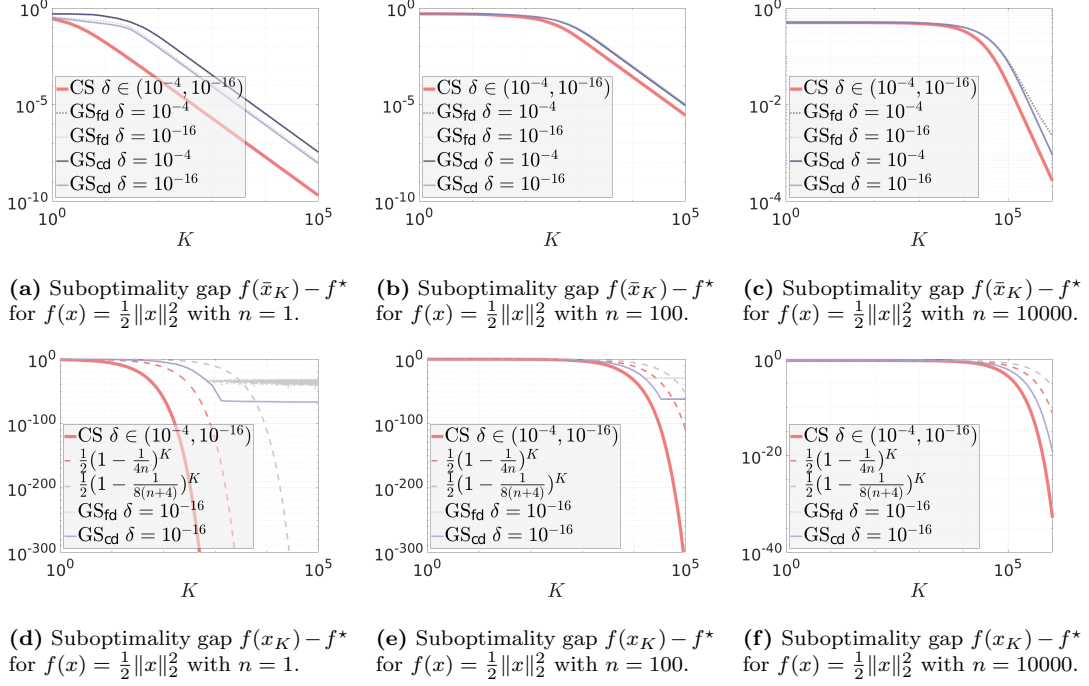 10^0
10^-5
10^-10
CS δ ∈ (10^-4, 10^-16)
GS_fd δ = 10^-4
GS_fd δ = 10^-16
GS_cd δ = 10^-4
GS_cd δ = 10^-16
10^0 10^5
K
10^0
10^-5
10^-10
CS δ ∈ (10^-4, 10^-16)
GS_fd δ = 10^-4
GS_fd δ = 10^-16
GS_cd δ = 10^-4
GS_cd δ = 10^-16
10^0 10^5
K
10^0
10^-2
10^-4
CS δ ∈ (10^-4, 10^-16)
GS_fd δ = 10^-4
GS_fd δ = 10^-16
GS_cd δ = 10^-4
GS_cd δ = 10^-16
10^0 10^5
K
(a) Suboptimality gap f(x̄_K) − f^⋆
for f(x) = ½‖x‖₂² with n = 1.
(b) Suboptimality gap f(x̄_K) − f^⋆
for f(x) = ½‖x‖₂² with n = 100.
(c) Suboptimality gap f(x̄_K) − f^⋆
for f(x) = ½‖x‖₂² with n = 10000.
10^0
10^-100
10^-200
10^-300
CS δ ∈ (10^-4, 10^-16)
½(1 − 1/(4n))^K
½(1 − 1/(8(n+4)))^K
GS_fd δ = 10^-16
GS_cd δ = 10^-16
10^0 10^5
K
10^0
10^-100
10^-200
10^-300
CS δ ∈ (10^-4, 10^-16)
½(1 − 1/(4n))^K
½(1 − 1/(8(n+4)))^K
GS_fd δ = 10^-16
GS_cd δ = 10^-16
10^0 10^5
K
10^0
10^-20
10^-40
CS δ ∈ (10^-4, 10^-16)
½(1 − 1/(4n))^K
½(1 − 1/(8(n+4)))^K
GS_fd δ = 10^-16
GS_cd δ = 10^-16
10^0 10^5
K
(d) Suboptimality gap f(x_K) − f^⋆
for f(x) = ½‖x‖₂² with n = 1.
(e) Suboptimality gap f(x_K) − f^⋆
for f(x) = ½‖x‖₂² with n = 100.
(f) Suboptimality gap f(x_K) − f^⋆
for f(x) = ½‖x‖₂² with n = 10000.